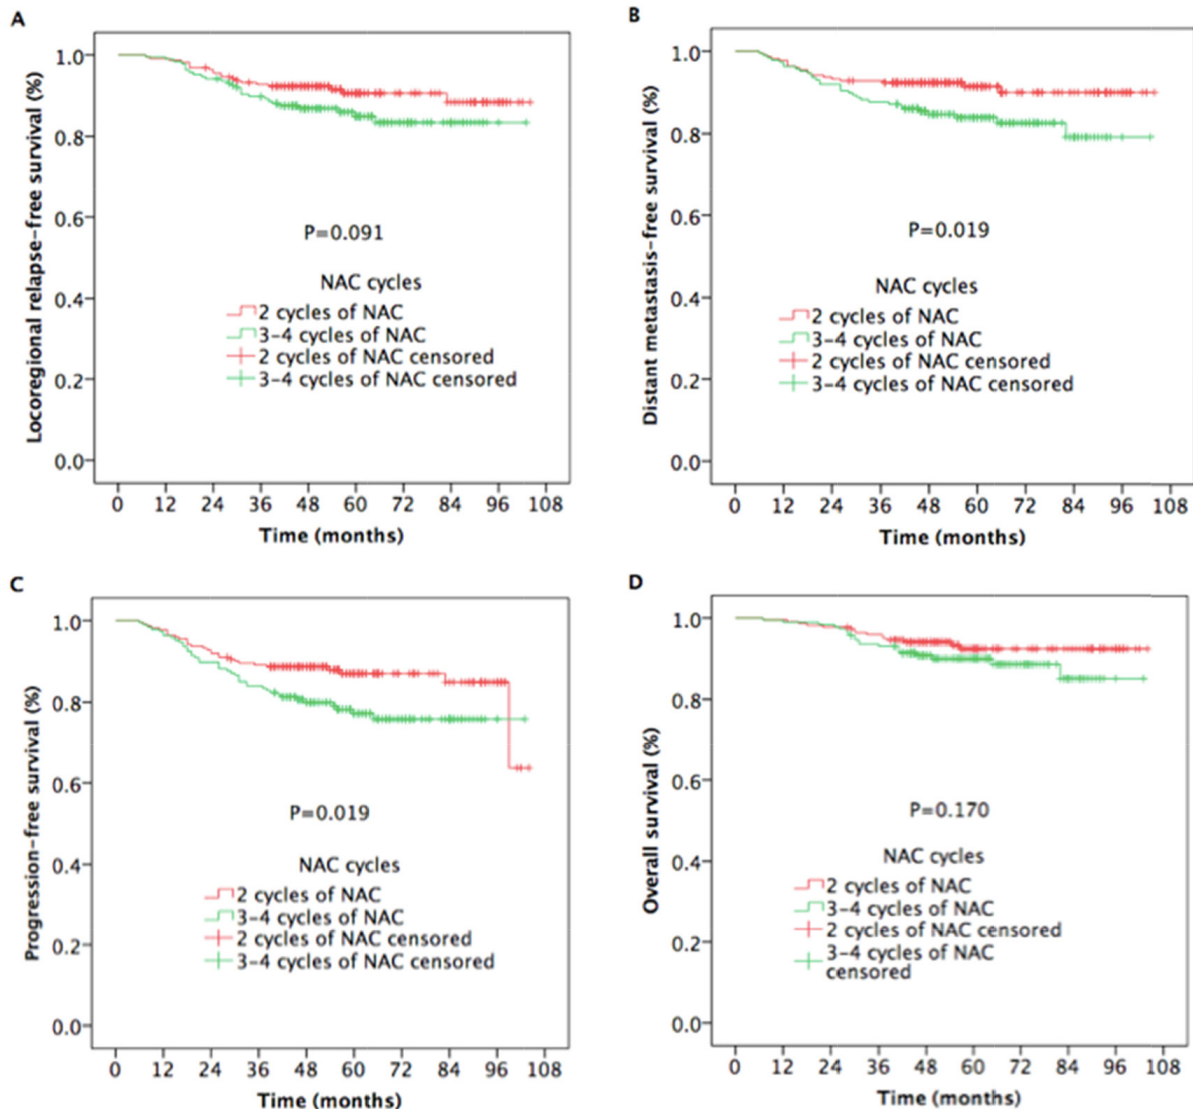 A
Locoregional relapse-free survival (%)
1.0
0.8
0.6
0.4
0.2
0.0
P=0.091
NAC cycles
2 cycles of NAC
3-4 cycles of NAC
2 cycles of NAC censored
3-4 cycles of NAC censored
0 12 24 36 48 60 72 84 96 108
Time (months)
B
Distant metastasis-free survival (%)
1.0
0.8
0.6
0.4
0.2
0.0
P=0.019
NAC cycles
2 cycles of NAC
3-4 cycles of NAC
2 cycles of NAC censored
3-4 cycles of NAC censored
0 12 24 36 48 60 72 84 96 108
Time (months)
C
Progression-free survival (%)
1.0
0.8
0.6
0.4
0.2
0.0
P=0.019
NAC cycles
2 cycles of NAC
3-4 cycles of NAC
2 cycles of NAC censored
3-4 cycles of NAC censored
0 12 24 36 48 60 72 84 96 108
Time (months)
D
Overall survival (%)
1.0
0.8
0.6
0.4
0.2
0.0
P=0.170
NAC cycles
2 cycles of NAC
3-4 cycles of NAC
2 cycles of NAC censored
3-4 cycles of NAC
censored
0 12 24 36 48 60 72 84 96 108
Time (months)